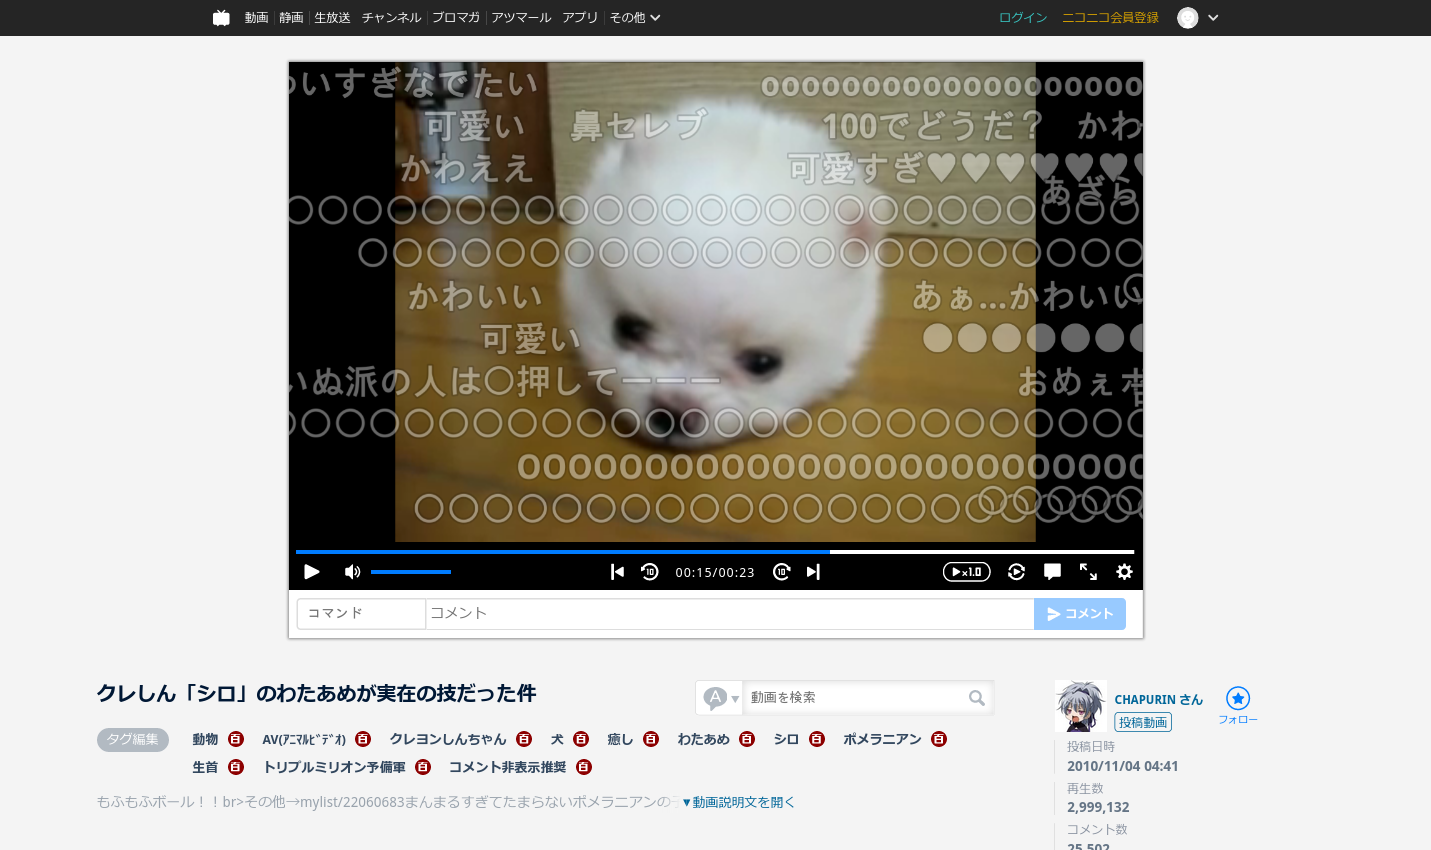 動画 静画 生放送 チャンネル ブロマガ アツマール アプリ その他 ログイン ニコニコ会員登録
いすぎなでたい oooooooooooooooooo
可愛い 鼻セレブ 100でどうだ？ かわ
かわええ 可愛すぎ♥♥♥♥♥♥♥
あざら
○○○○○○○○○○○○○○○○○○○○○○○○○
○○○○○○○○○○○○○○○○○○○○○○○
かわいい あぁ…かわいい
可愛い ●●●●●●●
いぬ派の人は○押してーーー おめぇ
○○○○○○○○○○○○○○○○○○○○○○○○○
ooooooooooooooooooooooooo
○○○○○○○○○○○○○○○○○○○○○○
00:15/00:23 ×1.0
コマンド コメント コメント
クレしん「シロ」のわたあめが実在の技だった件
A 動画を検索
CHAPURIN さん
投稿動画
フォロー
タグ編集 動物 百 AV(ｱﾆﾏﾙﾋﾞﾃﾞｵ) 百 クレヨンしんちゃん 百 犬 百 癒し 百 わたあめ 百 シロ 百 ポメラニアン 百
生首 百 トリプルミリオン予備軍 百 コメント非表示推奨 百
もふもふボール！！br>その他→mylist/22060683まんまるすぎてたまらないポメラニアンの ▼動画説明文を開く
投稿日時
2010/11/04 04:41
再生数
2,999,132
コメント数
25,502